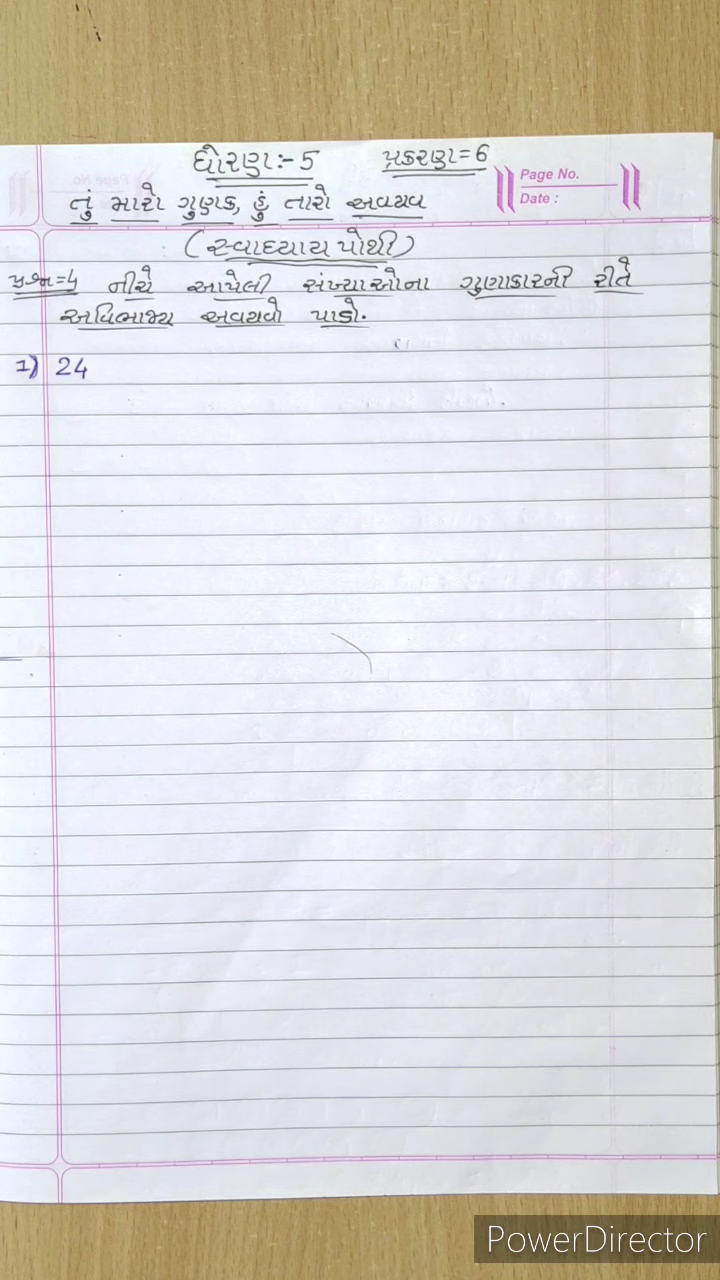 ધોરણ:- 5 પ્રકરણ = 6
Page No.
Date :
તું મારો ગુણક, હું તારો અવયવ
(સ્વાધ્યાય પોથી)
પ્રશ્ન = 4 નીચે આપેલી સંખ્યાઓના ગુણાકારની રીતે
અવિભાજ્ય અવયવો પાડો.
1) 24
PowerDirector